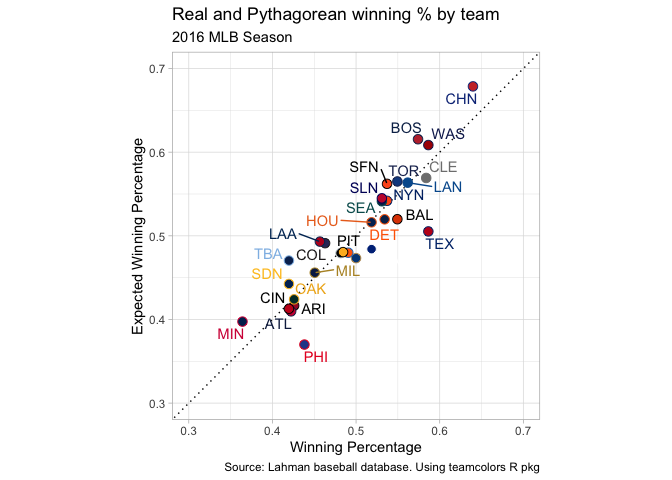 Real and Pythagorean winning % by team
2016 MLB Season
0.7
CHN
BOS
WAS
0.6
SFN
TOR
CLE
SLN
NYN
LAN
SEA
HOU
BAL
DET
TEX
LAA
PIT
0.5
COL
TBA
MIL
SDN
OAK
CIN
ARI
ATL
0.4
MIN
PHI
0.3
Expected Winning Percentage
0.3
0.4
0.5
0.6
0.7
Winning Percentage
Source: Lahman baseball database. Using teamcolors R pkg